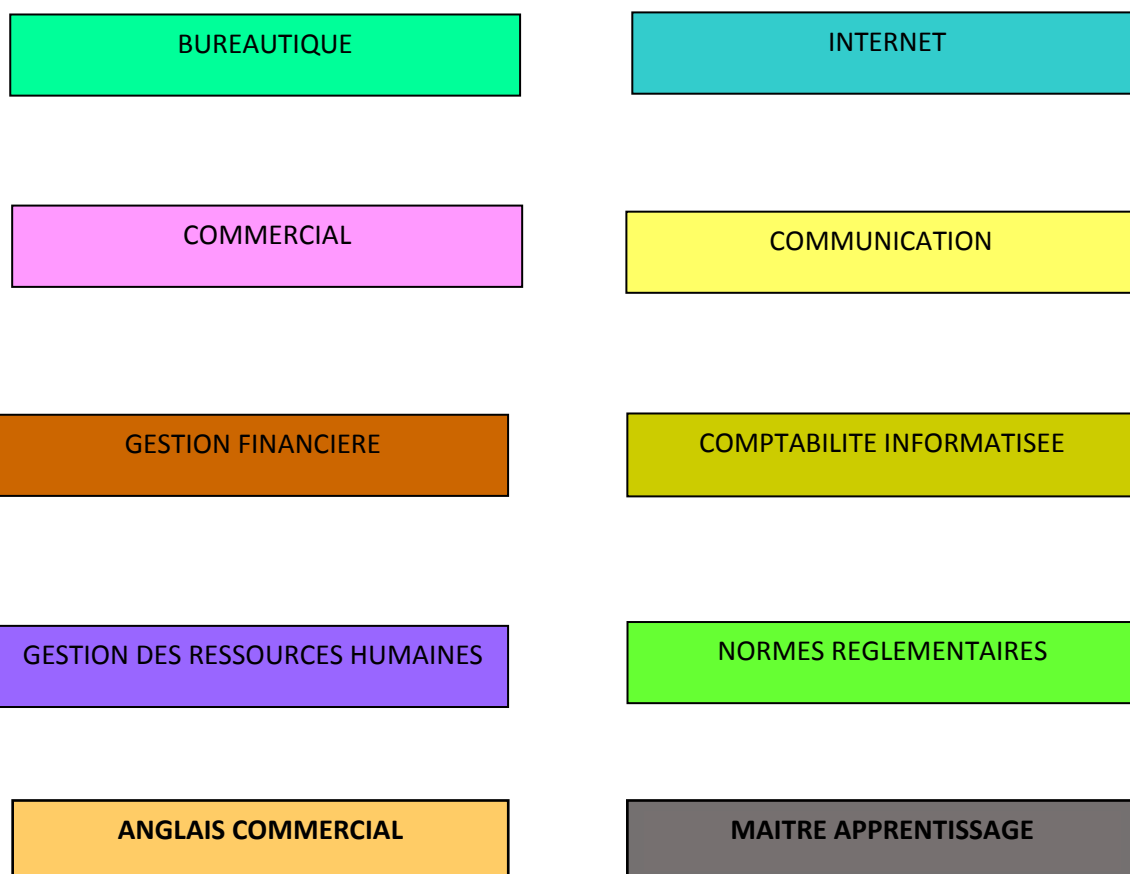 BUREAUTIQUE
INTERNET
COMMERCIAL
COMMUNICATION
GESTION FINANCIERE
COMPTABILITE INFORMATISEE
GESTION DES RESSOURCES HUMAINES
NORMES REGLEMENTAIRES
ANGLAIS COMMERCIAL
MAITRE APPRENTISSAGE